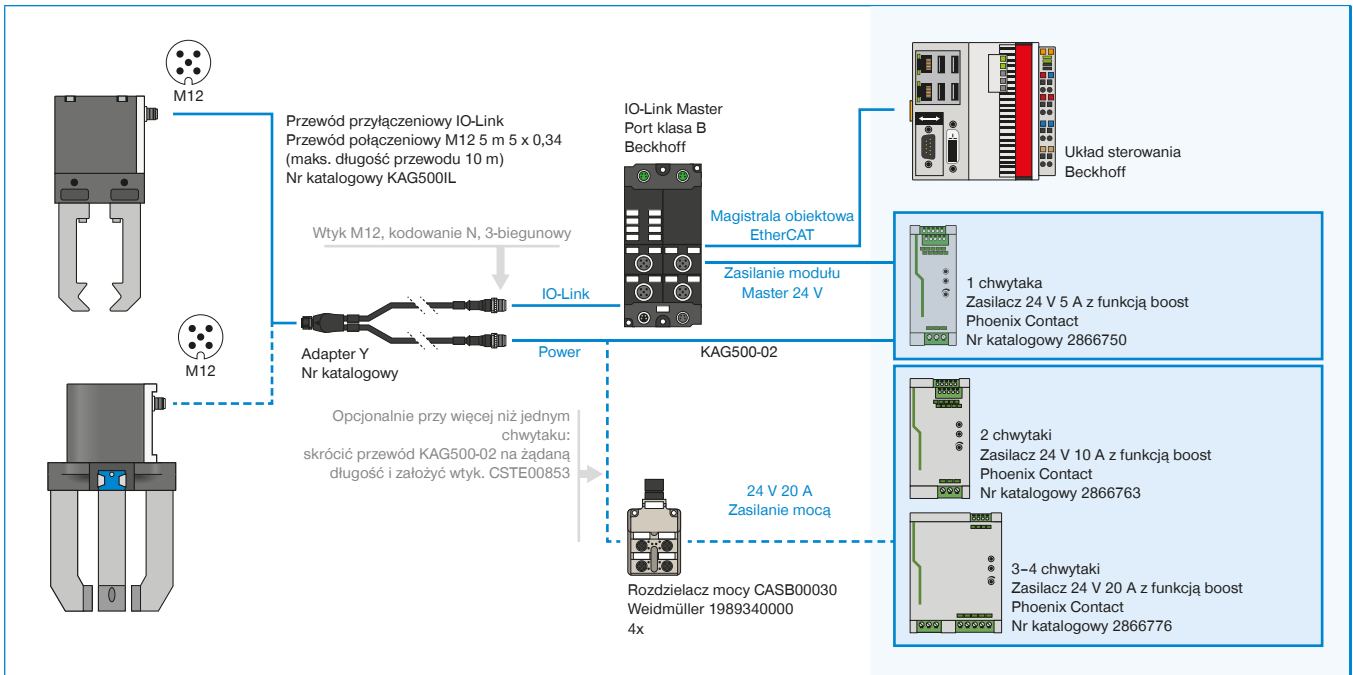 M12
Przewód przyłączeniowy IO-Link
Przewód połączeniowy M12 5 m 5 x 0,34
(maks. długość przewodu 10 m)
Nr katalogowy KAG500IL
IO-Link Master
Port klasa B
Beckhoff
Układ sterowania
Beckhoff
Magistrala obiektowa
EtherCAT
Wtyk M12, kodowanie N, 3-biegunowy
Zasilanie modułu
Master 24 V
IO-Link
1 chwytaka
Zasilacz 24 V 5 A z funkcją boost
Phoenix Contact
Nr katalogowy 2866750
M12
Adapter Y
Nr katalogowy
Power
KAG500-02
Opcjonalnie przy więcej niż jednym
chwytaku:
skrócić przewód KAG500-02 na żądaną
długość i założyć wtyk. CSTE00853
2 chwytaki
Zasilacz 24 V 10 A z funkcją boost
Phoenix Contact
Nr katalogowy 2866763
24 V 20 A
Zasilanie mocą
3–4 chwytaki
Zasilacz 24 V 20 A z funkcją boost
Phoenix Contact
Nr katalogowy 2866776
Rozdzielacz mocy CASB00030
Weidmüller 1989340000
4x